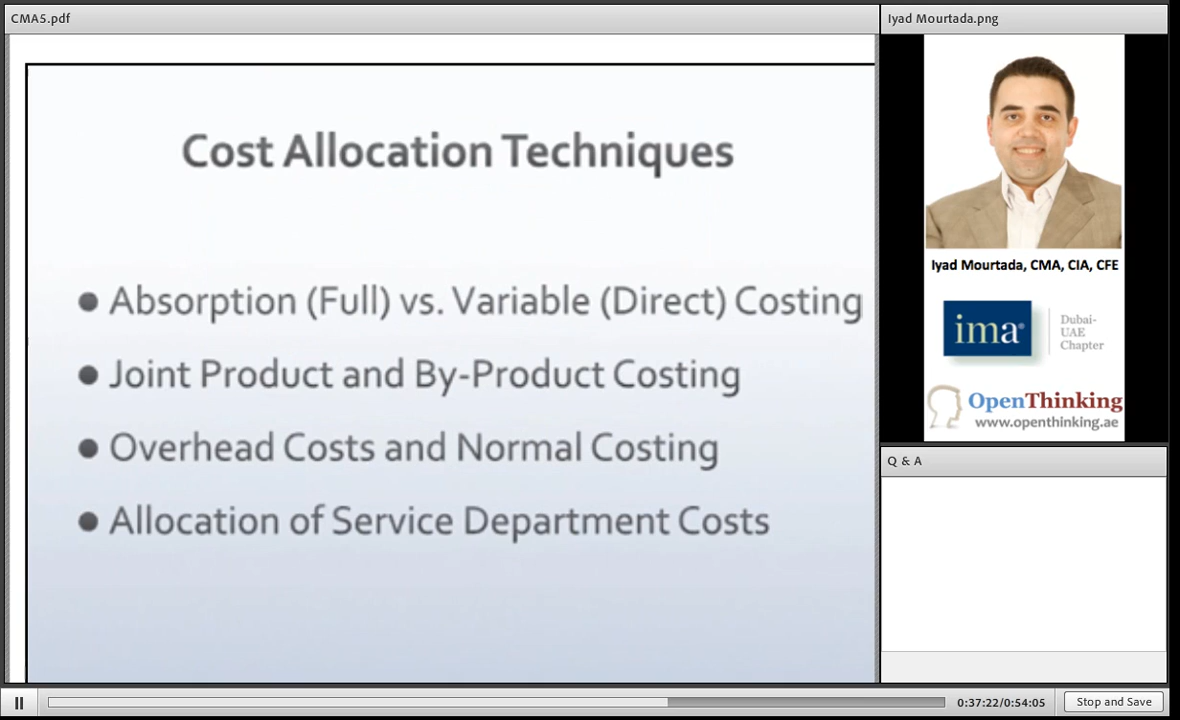 CMA5.pdf
Cost Allocation Techniques
Absorption (Full) vs. Variable (Direct) Costing
Joint Product and By-Product Costing
Overhead Costs and Normal Costing
Allocation of Service Department Costs
Iyad Mourtada.png
Iyad Mourtada, CMA, CIA, CFE
ima®
Dubai-
UAE
Chapter
OpenThinking
www.openthinking.ae
Q & A
0:37:22/0:54:05
Stop and Save